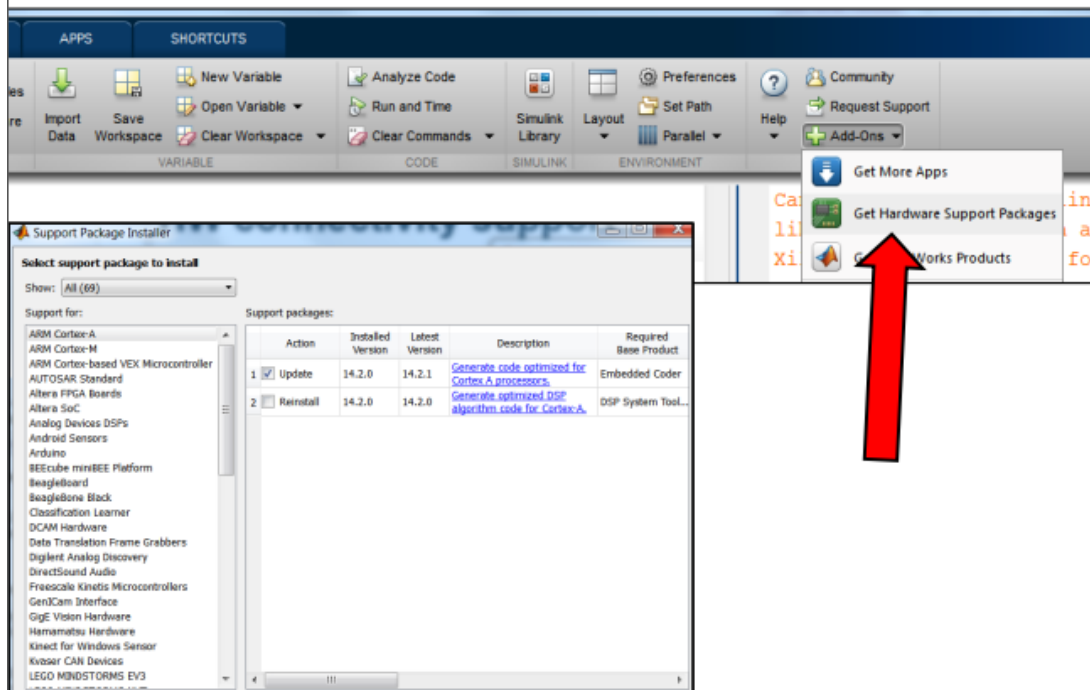 APPS SHORTCUTS
New Variable Analyze Code Preferences Community
Open Variable Run and Time Set Path Request Support
Import Data Save Workspace Clear Workspace Clear Commands Simulink Library Layout Parallel Help Add-Ons
VARIABLE CODE SIMULINK ENVIRONMENT
Get More Apps
Get Hardware Support Packages
Works Products
Support Package Installer
Select support package to install
Show: All (69)
Support for:
ARM Cortex-A
ARM Cortex-M
ARM Cortex-based VEX Microcontroller
AUTOSAR Standard
Altera FPGA Boards
Altera SoC
Analog Devices DSPs
Android Sensors
Arduino
BEEcube miniBEE Platform
BeagleBoard
BeagleBone Black
Classification Learner
DCAM Hardware
Data Translation Frame Grabbers
Digilent Analog Discovery
DirectSound Audio
Freescale Kinetis Microcontrollers
GenICam Interface
GigE Vision Hardware
Hamamatsu Hardware
Kinect for Windows Sensor
Kvaser CAN Devices
LEGO MINDSTORMS EV3
Support packages:
Action Installed Version Latest Version Description Required Base Product
1 Update 14.2.0 14.2.1 Generate code optimized for Cortex A processors. Embedded Coder
2 Reinstall 14.2.0 14.2.0 Generate optimized DSP algorithm code for Cortex-A. DSP System Tool...